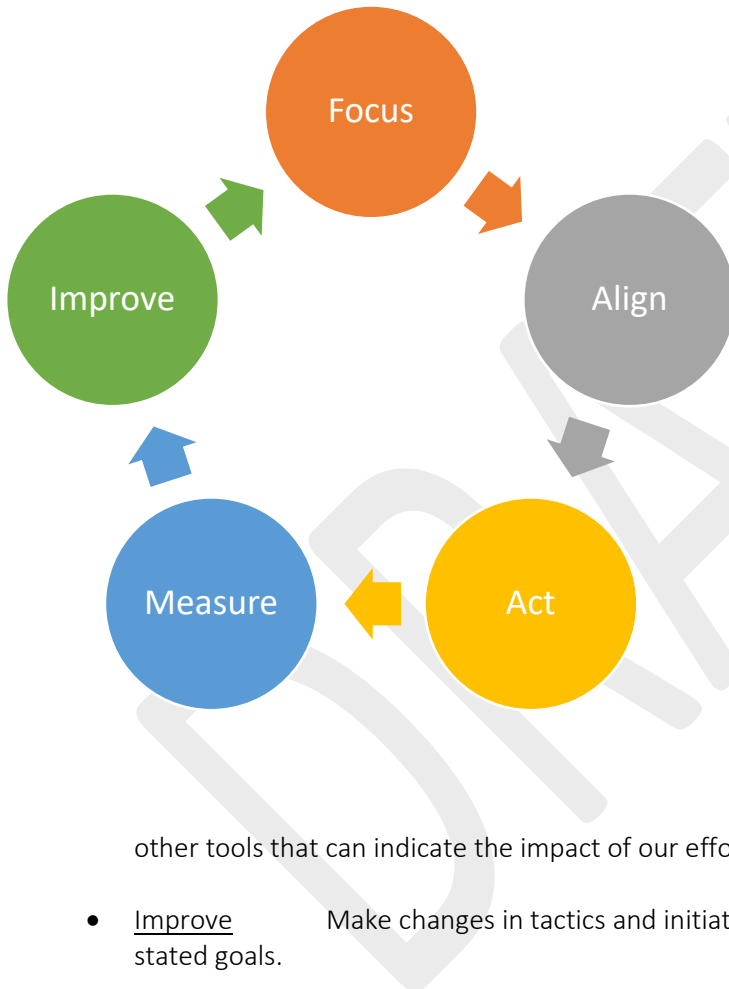 Focus
Improve
Align
Measure
Act
other tools that can indicate the impact of our
• Improve Make changes in tactics and
stated goals.